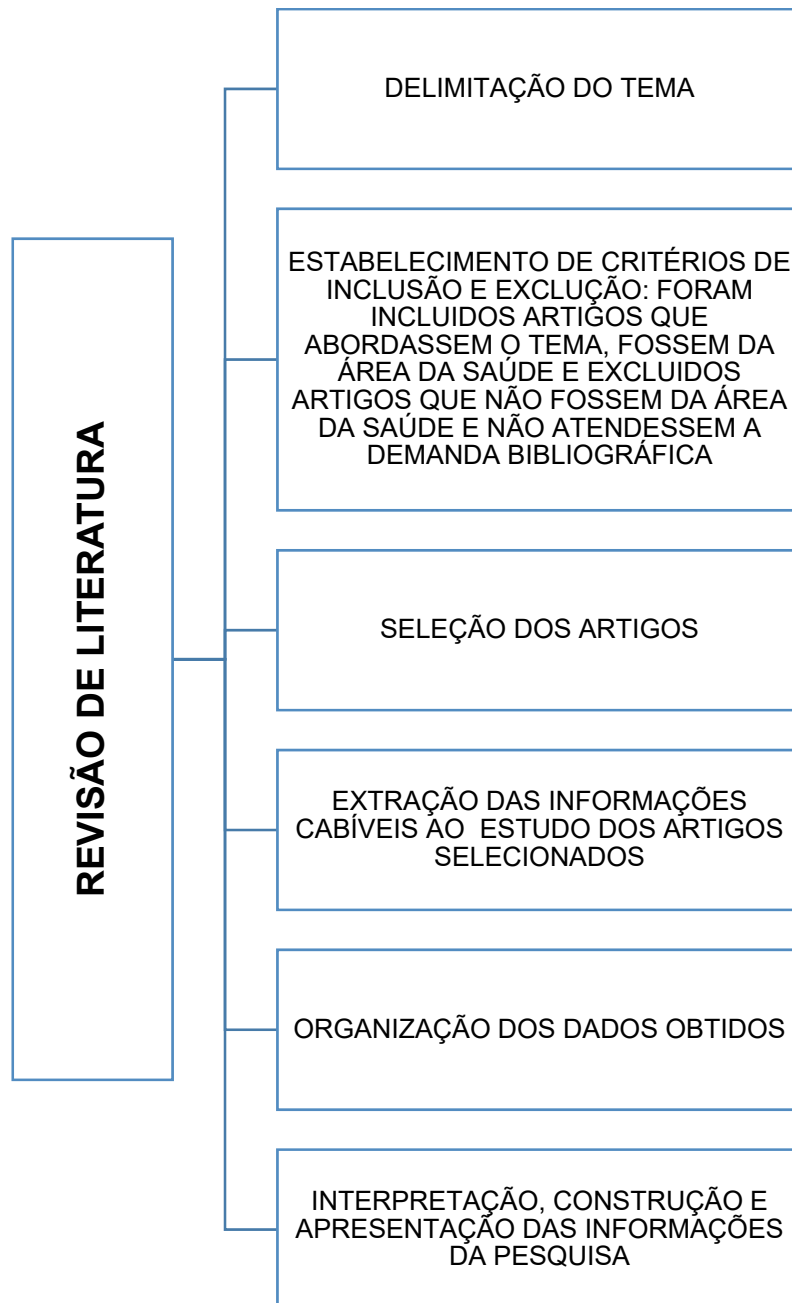 REVISÃO DE LITERATURA
DELIMITAÇÃO DO TEMA
ESTABELECIMENTO DE CRITÉRIOS DE
INCLUSÃO E EXCLUÇÃO: FORAM
INCLUIDOS ARTIGOS QUE
ABORDASSEM O TEMA, FOSSEM DA
ÁREA DA SAÚDE E EXCLUIDOS
ARTIGOS QUE NÃO FOSSEM DA ÁREA
DA SAÚDE E NÃO ATENDESSEM A
DEMANDA BIBLIOGRÁFICA
SELEÇÃO DOS ARTIGOS
EXTRAÇÃO DAS INFORMAÇÕES
CABÍVEIS AO ESTUDO DOS ARTIGOS
SELECIONADOS
ORGANIZAÇÃO DOS DADOS OBTIDOS
INTERPRETAÇÃO, CONSTRUÇÃO E
APRESENTAÇÃO DAS INFORMAÇÕES
DA PESQUISA